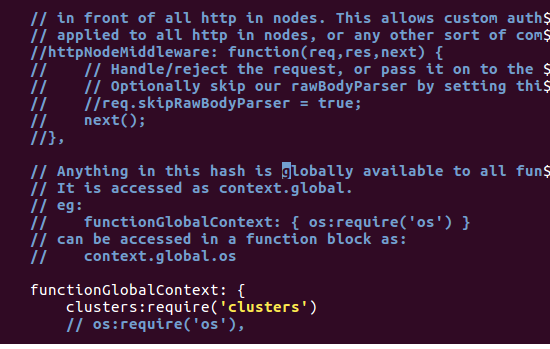 // in front of all http in nodes. This allows custom auth$
// applied to all http in nodes, or any other sort of com$
//httpNodeMiddleware: function(req,res,next) {
//    // Handle/reject the request, or pass it on to the $
//    // Optionally skip our rawBodyParser by setting thi$
//    //req.skipRawBodyParser = true;
//    next();
//},
// Anything in this hash is globally available to all fun$
// It is accessed as context.global.
// eg:
//    functionGlobalContext: { os:require('os') }
// can be accessed in a function block as:
//    context.global.os
functionGlobalContext: {
    clusters:require('clusters')
    // os:require('os'),